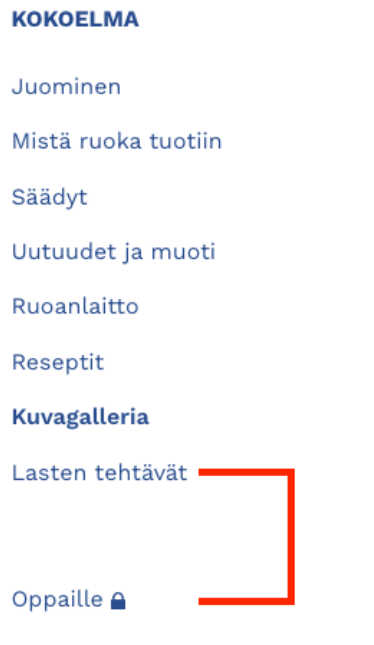 KOKOELMA
Juominen
Mistä ruoka tuotiin
Säädyt
Uutuudet ja muoti
Ruoanlaitto
Reseptit
Kuvagalleria
Lasten tehtävät
Oppaille